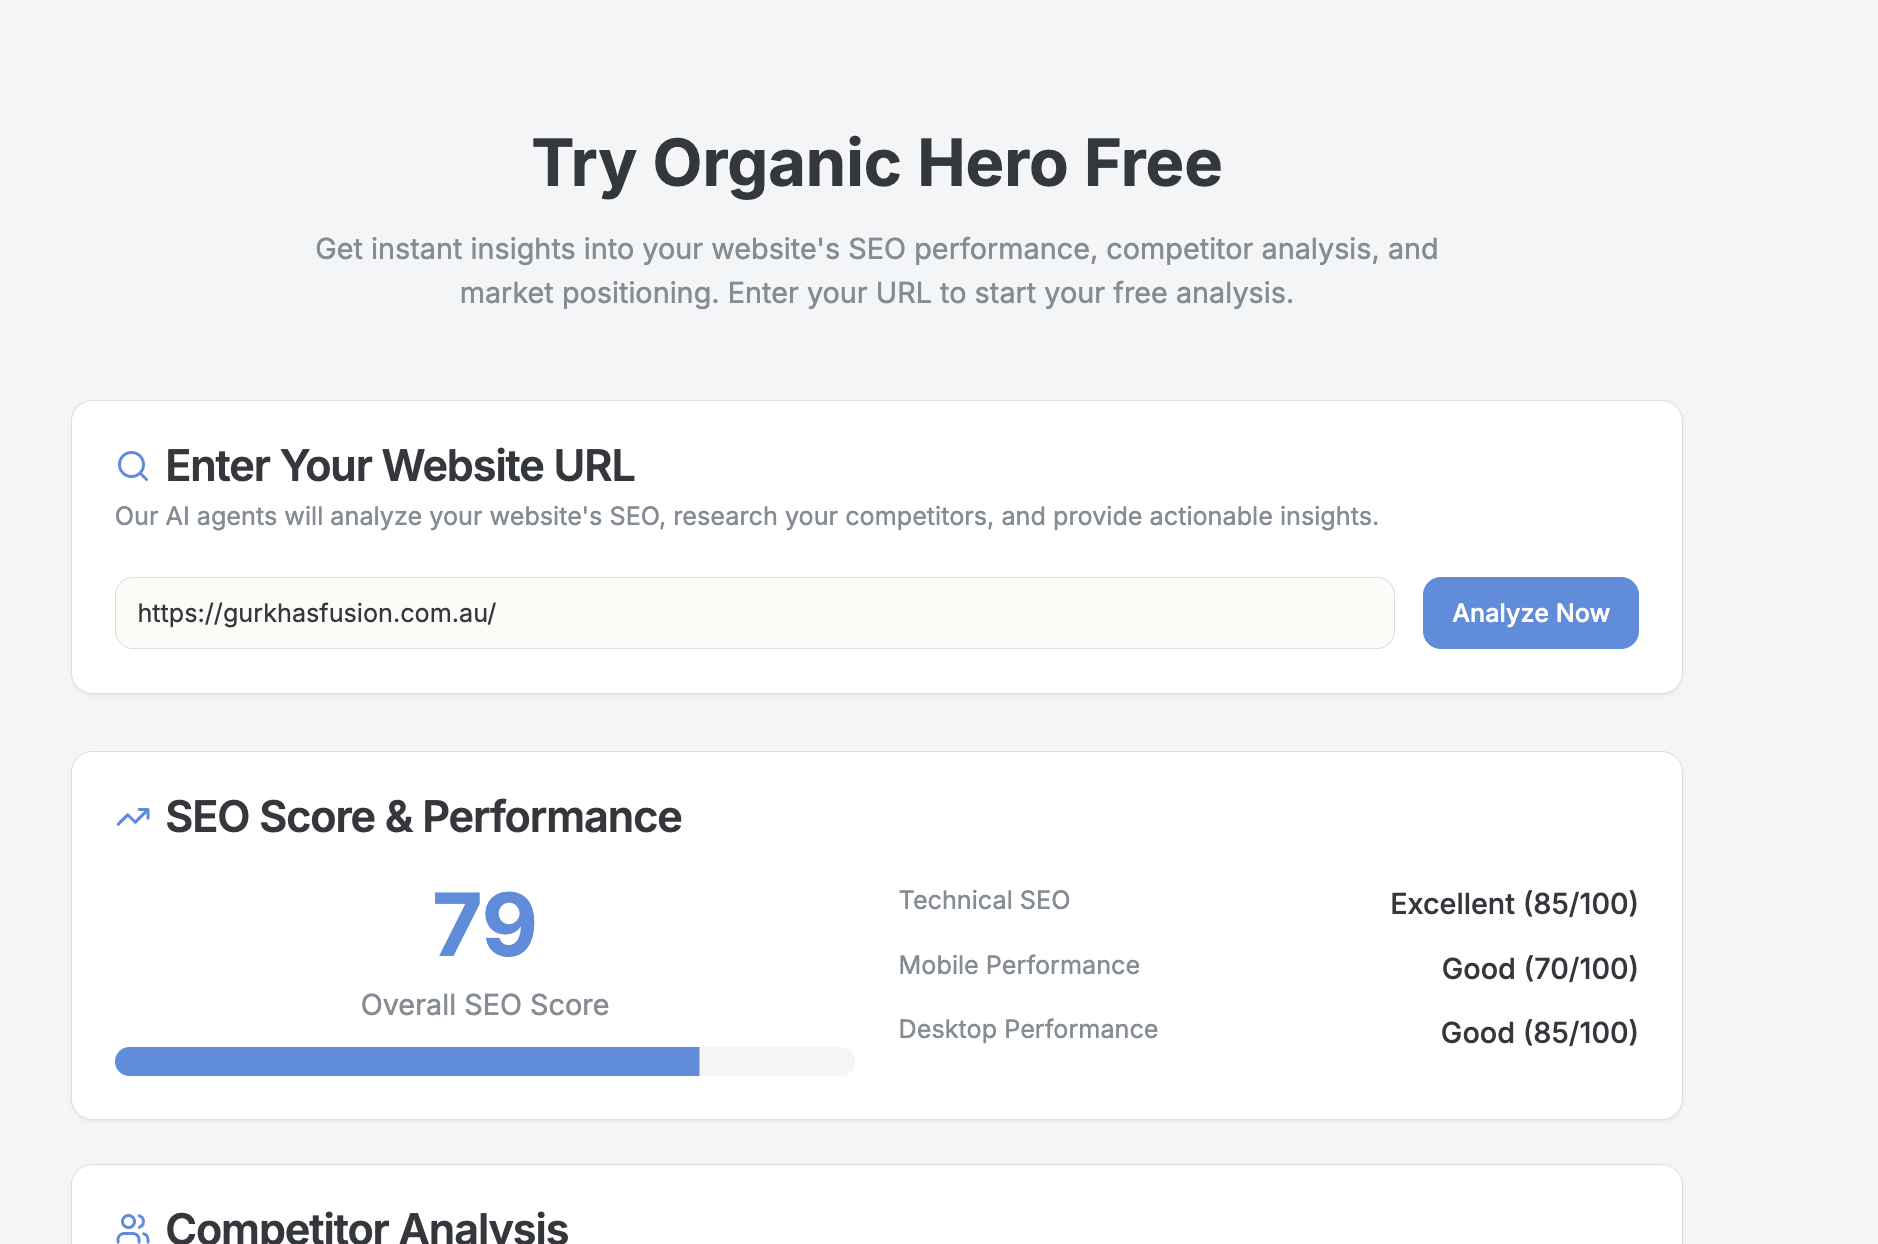 Try Organic Hero Free
Get instant insights into your website's SEO performance, competitor analysis, and
market positioning. Enter your URL to start your free analysis.
Enter Your Website URL
Our AI agents will analyze your website's SEO, research your competitors, and provide actionable insights.
https://gurkhasfusion.com.au/
Analyze Now
SEO Score & Performance
79
Overall SEO Score
Technical SEO
Excellent (85/100)
Mobile Performance
Good (70/100)
Desktop Performance
Good (85/100)
Competitor Analysis